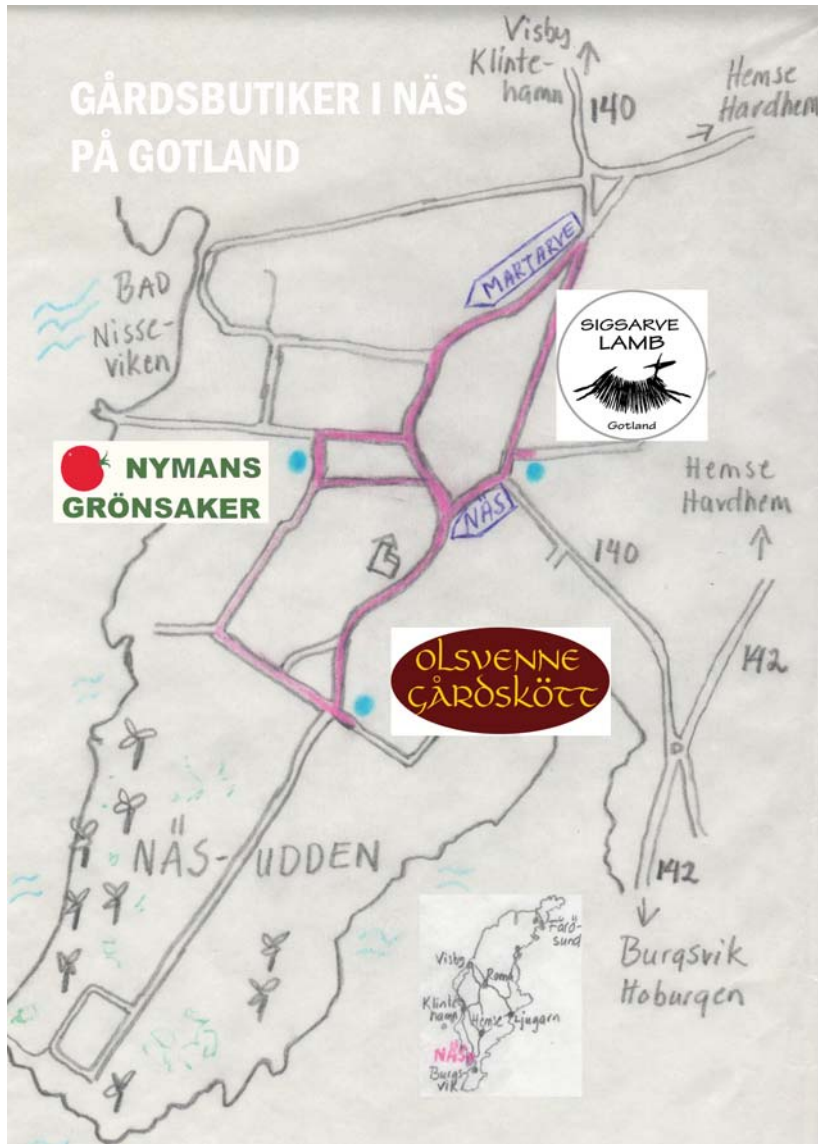 Visby
Klinte-
hamn
140
Hemse
Hardhem
GÅRDSBUTIKER I NÄS
PÅ GOTLAND
MARTARVE
BAD
Nisse-
viken
SIGSARVE
LAMB
Gotland
NYMANS
GRÖNSAKER
NÄS
Hemse
Havdhem
140
142
OLSVENNE
GÅRDSKÖTT
NÄS-UDDEN
142
Burgsvik
Hoburgen
Fårö-
sund
Visby
Roma
Klinte-
hamn
Hemse
Ljugarn
NÄS
Burgs-
vik